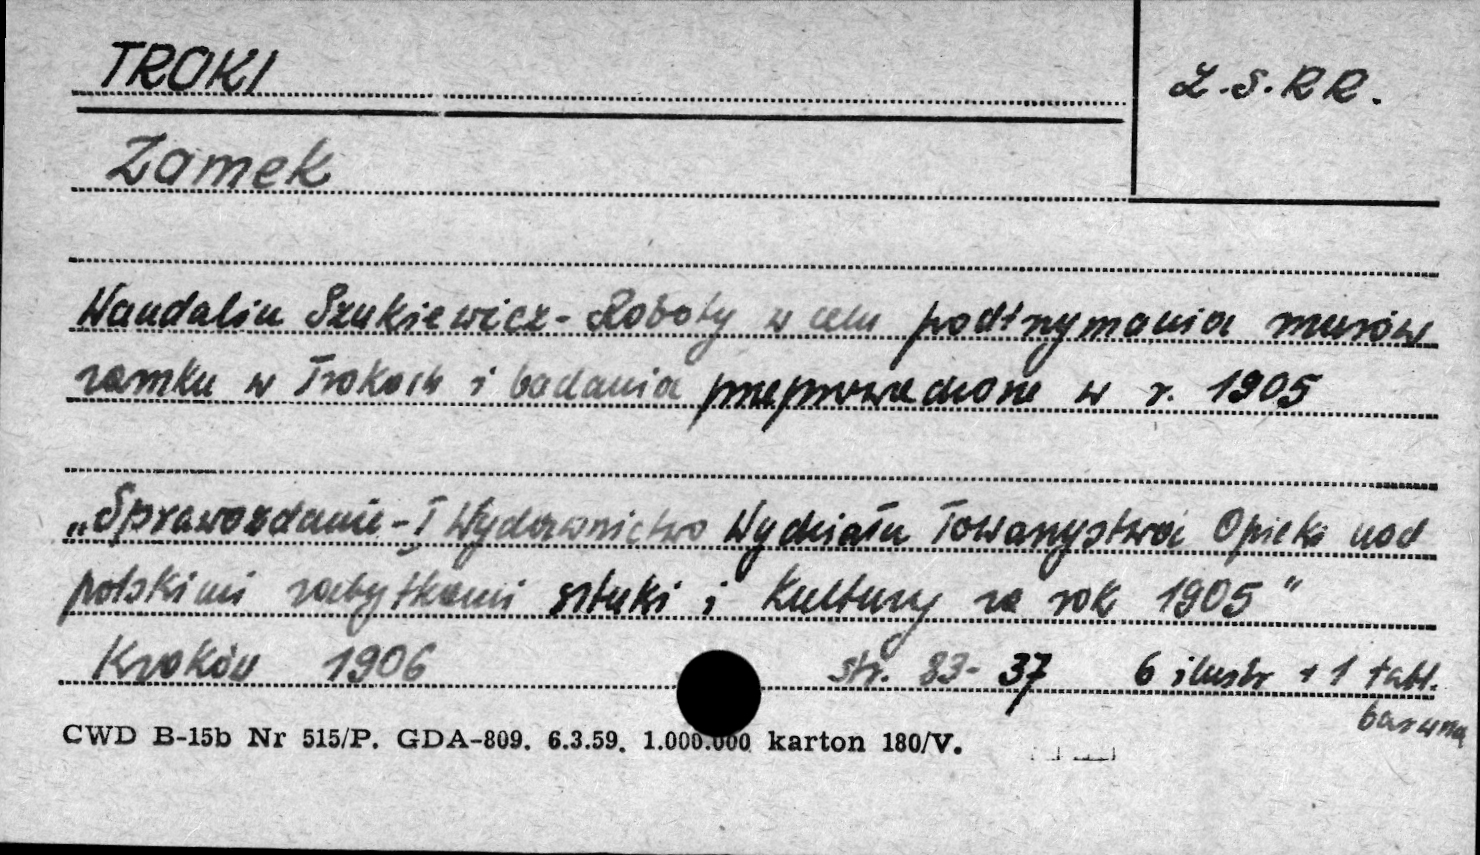 TROKI
Z.S.RR.
Zamek
Wandalin Szukiewicz - Roboty w celu podtrzymania murów
zamku w Trokach i badania przeprowadzone w r. 1905
„Sprawozdanie - I Wydawnictwo Wydziału Towarzystwa Opieki nad
polskimi zabytkami sztuki i Kultury za rok 1905"
Kraków 1906 str. 83-37 6 ilustr + 1 tabl.
barwna
CWD B-15b Nr 515/P. GDA-809. 6.3.59. 1.000.000 karton 180/V.